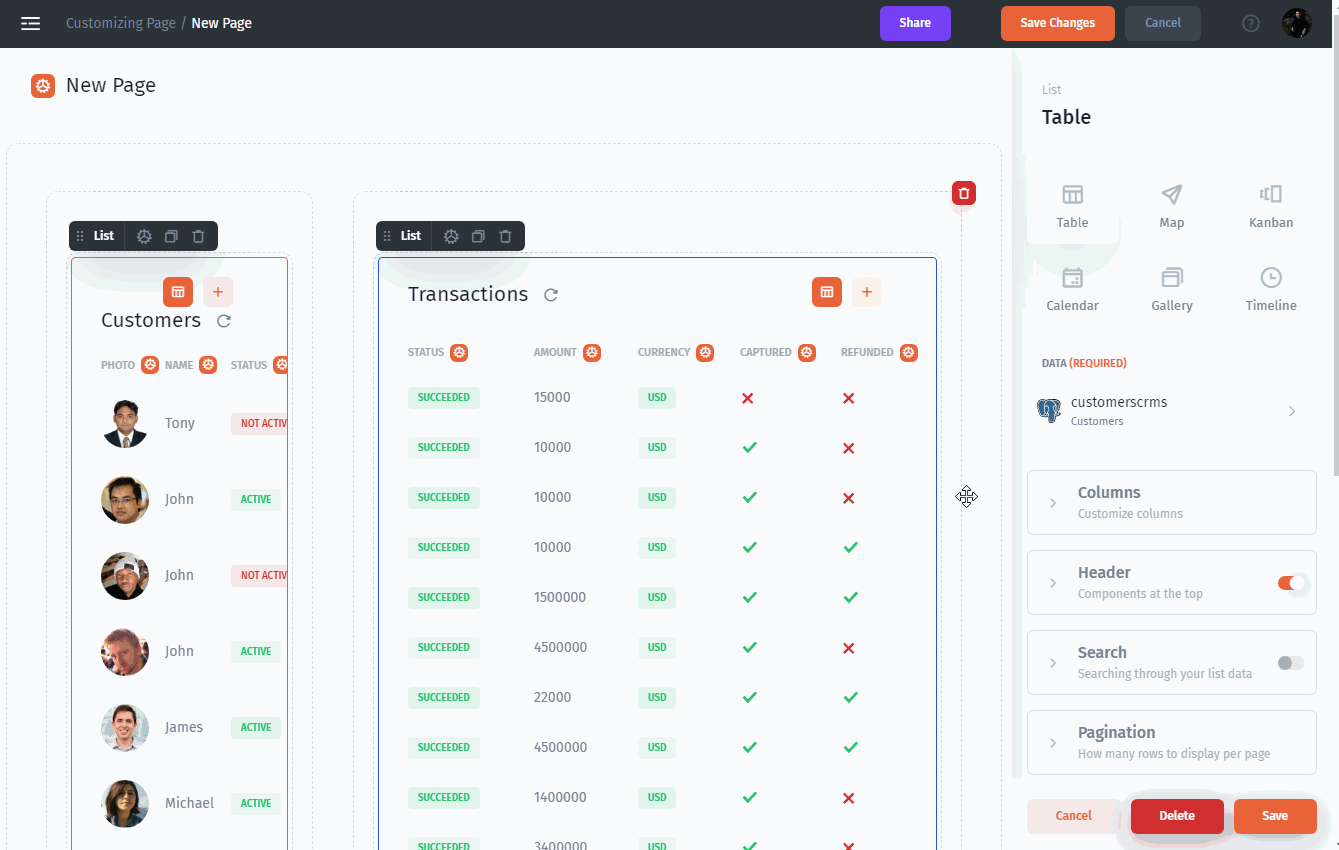 Customizing Page / New Page
Share
Save Changes
Cancel
?
New Page
List
Customers
PHOTO NAME STATUS
Tony NOT ACTIV
John ACTIVE
John NOT ACTIV
John ACTIVE
James ACTIVE
Michael ACTIVE
List
Transactions
STATUS AMOUNT CURRENCY CAPTURED REFUNDED
SUCCEEDED 15000 USD
SUCCEEDED 10000 USD
SUCCEEDED 10000 USD
SUCCEEDED 10000 USD
SUCCEEDED 1500000 USD
SUCCEEDED 4500000 USD
SUCCEEDED 22000 USD
SUCCEEDED 4500000 USD
SUCCEEDED 1400000 USD
SUCCEEDED 3400000 USD
List
Table
Table Map Kanban
Calendar Gallery Timeline
DATA (REQUIRED)
customerscrms
Customers
Columns
Customize columns
Header
Components at the top
Search
Searching through your list data
Pagination
How many rows to display per page
Cancel Delete Save